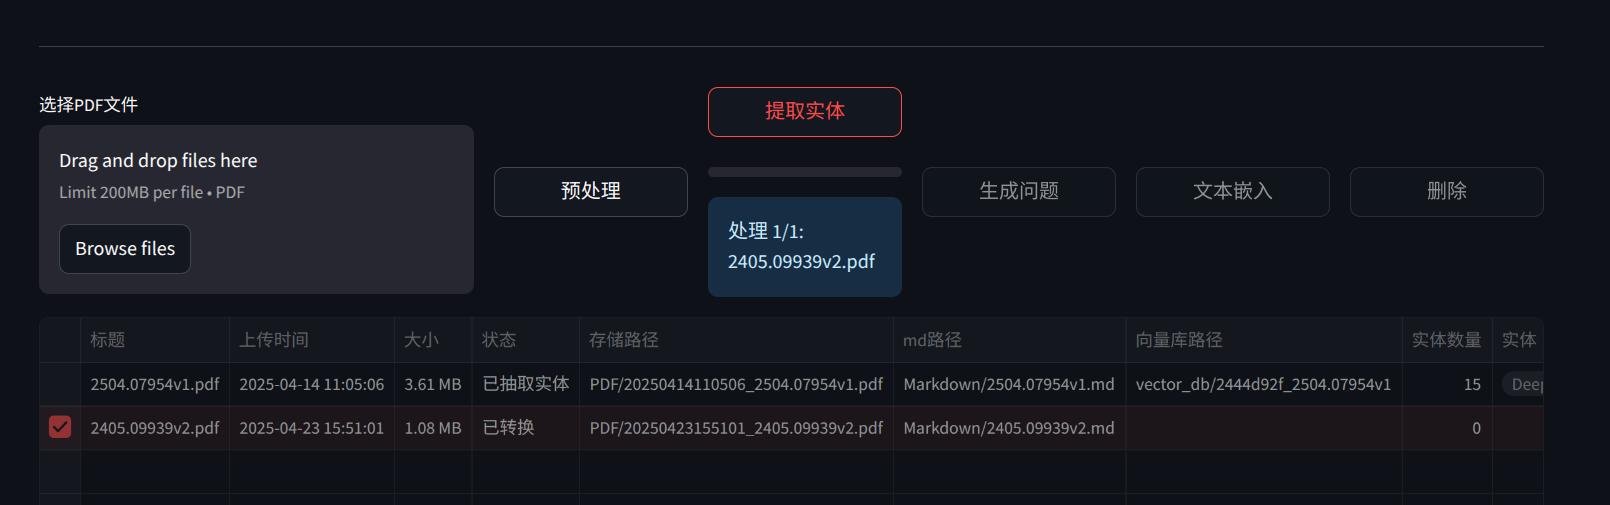 选择PDF文件
Drag and drop files here
Limit 200MB per file • PDF
Browse files
预处理
提取实体
处理 1/1:
2405.09939v2.pdf
生成问题
文本嵌入
删除
标题 上传时间 大小 状态 存储路径 md路径 向量库路径 实体数量 实体
2504.07954v1.pdf 2025-04-14 11:05:06 3.61 MB 已抽取实体 PDF/20250414110506_2504.07954v1.pdf Markdown/2504.07954v1.md vector_db/2444d92f_2504.07954v1 15
2405.09939v2.pdf 2025-04-23 15:51:01 1.08 MB 已转换 PDF/20250423155101_2405.09939v2.pdf Markdown/2405.09939v2.md 0